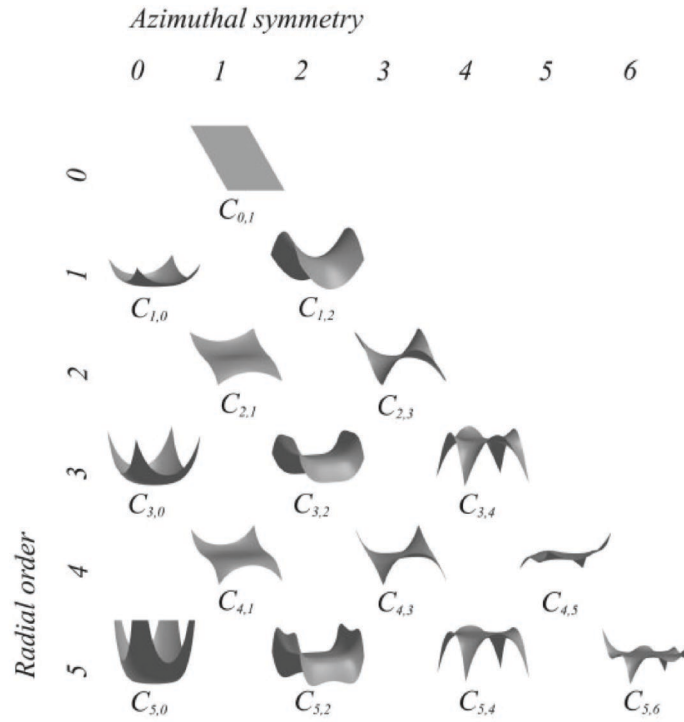 Azimuthal symmetry
0 1 2 3 4 5 6
0
C0,1
1
C1,0 C1,2
2
C2,1 C2,3
3
C3,0 C3,2 C3,4
4
C4,1 C4,3 C4,5
5
C5,0 C5,2 C5,4 C5,6
Radial order